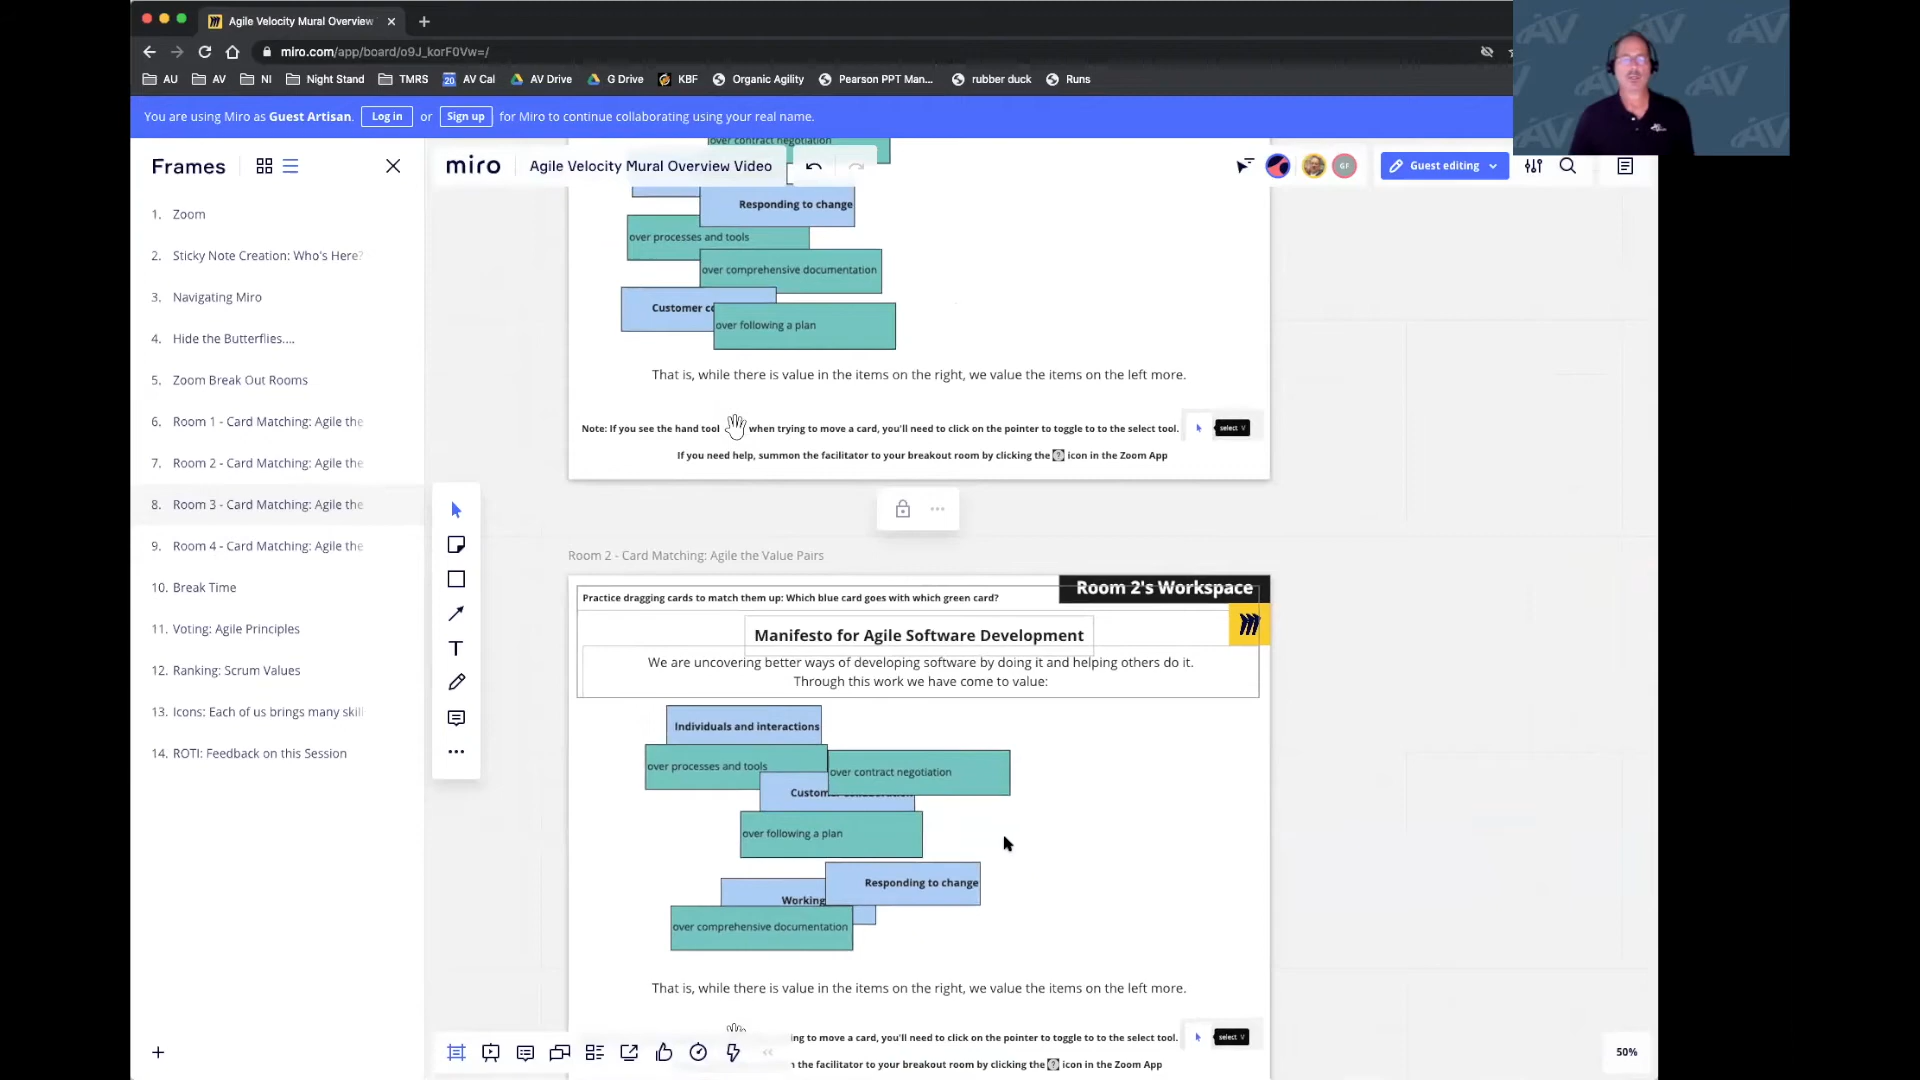 Agile Velocity Mural Overview
miro.com/app/board/o9J_korF0Vw=/
AU AV NI Night Stand TMRS 20 AV Cal AV Drive G Drive KBF Organic Agility Pearson PPT Man... rubber duck Runs
You are using Miro as Guest Artisan. Log in or Sign up for Miro to continue collaborating using your real name.
Frames
miro Agile Velocity Mural Overview Video
GF
Guest editing
1. Zoom
2. Sticky Note Creation: Who's Here?
3. Navigating Miro
4. Hide the Butterflies....
5. Zoom Break Out Rooms
6. Room 1 - Card Matching: Agile the
7. Room 2 - Card Matching: Agile the
8. Room 3 - Card Matching: Agile the
9. Room 4 - Card Matching: Agile the
10. Break Time
11. Voting: Agile Principles
12. Ranking: Scrum Values
13. Icons: Each of us brings many skil
14. ROTI: Feedback on this Session
over contract negotiation
Responding to change
over processes and tools
over comprehensive documentation
Customer
over following a plan
That is, while there is value in the items on the right, we value the items on the left more.
Note: If you see the hand tool when trying to move a card, you'll need to click on the pointer to toggle to to the select tool.
select V
If you need help, summon the facilitator to your breakout room by clicking the ? icon in the Zoom App
Room 2 - Card Matching: Agile the Value Pairs
Room 2's Workspace
Practice dragging cards to match them up: Which blue card goes with which green card?
Manifesto for Agile Software Development
We are uncovering better ways of developing software by doing it and helping others do it.
Through this work we have come to value:
Individuals and interactions
over processes and tools
over contract negotiation
Customer collaboration
over following a plan
Responding to change
Working
over comprehensive documentation
That is, while there is value in the items on the right, we value the items on the left more.
ing to move a card, you'll need to click on the pointer to toggle to to the select tool.
select V
the facilitator to your breakout room by clicking the ? icon in the Zoom App
50%
AV